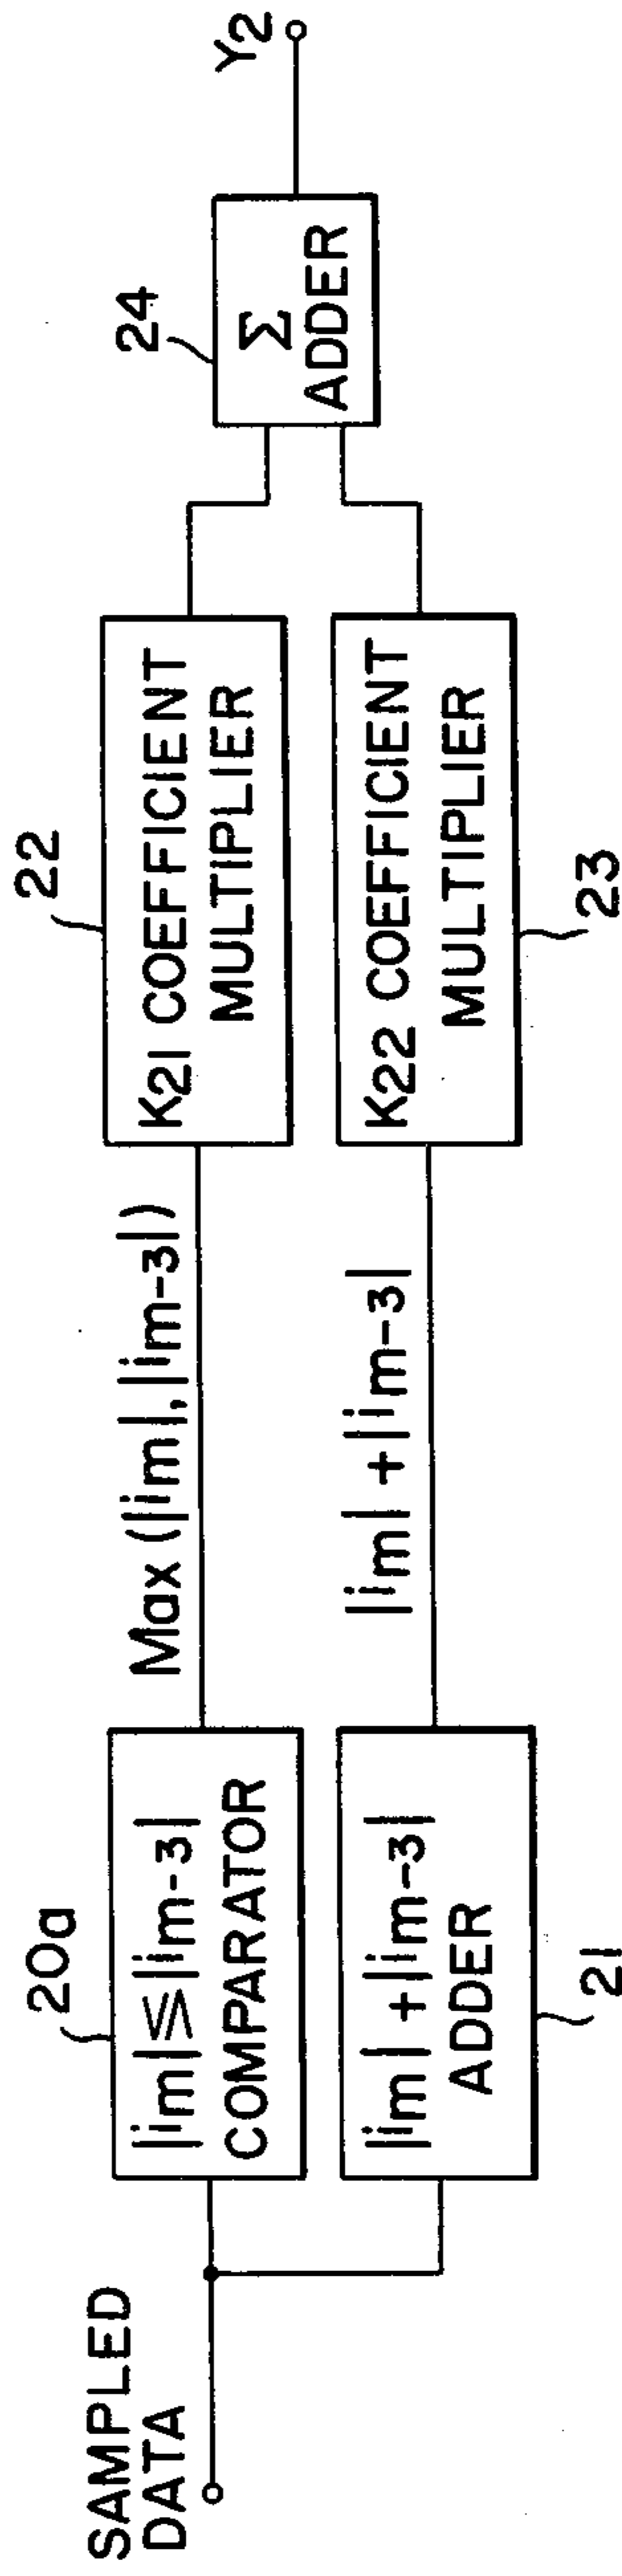 SAMPLED
DATA
20a
|im|≦|im-3|
COMPARATOR
|im|+|im-3|
ADDER
21
Max(|im|,|im-3|)
|im|+|im-3|
22
K21 COEFFICIENT
MULTIPLIER
K22 COEFFICIENT
MULTIPLIER
23
24
Σ
ADDER
Y2